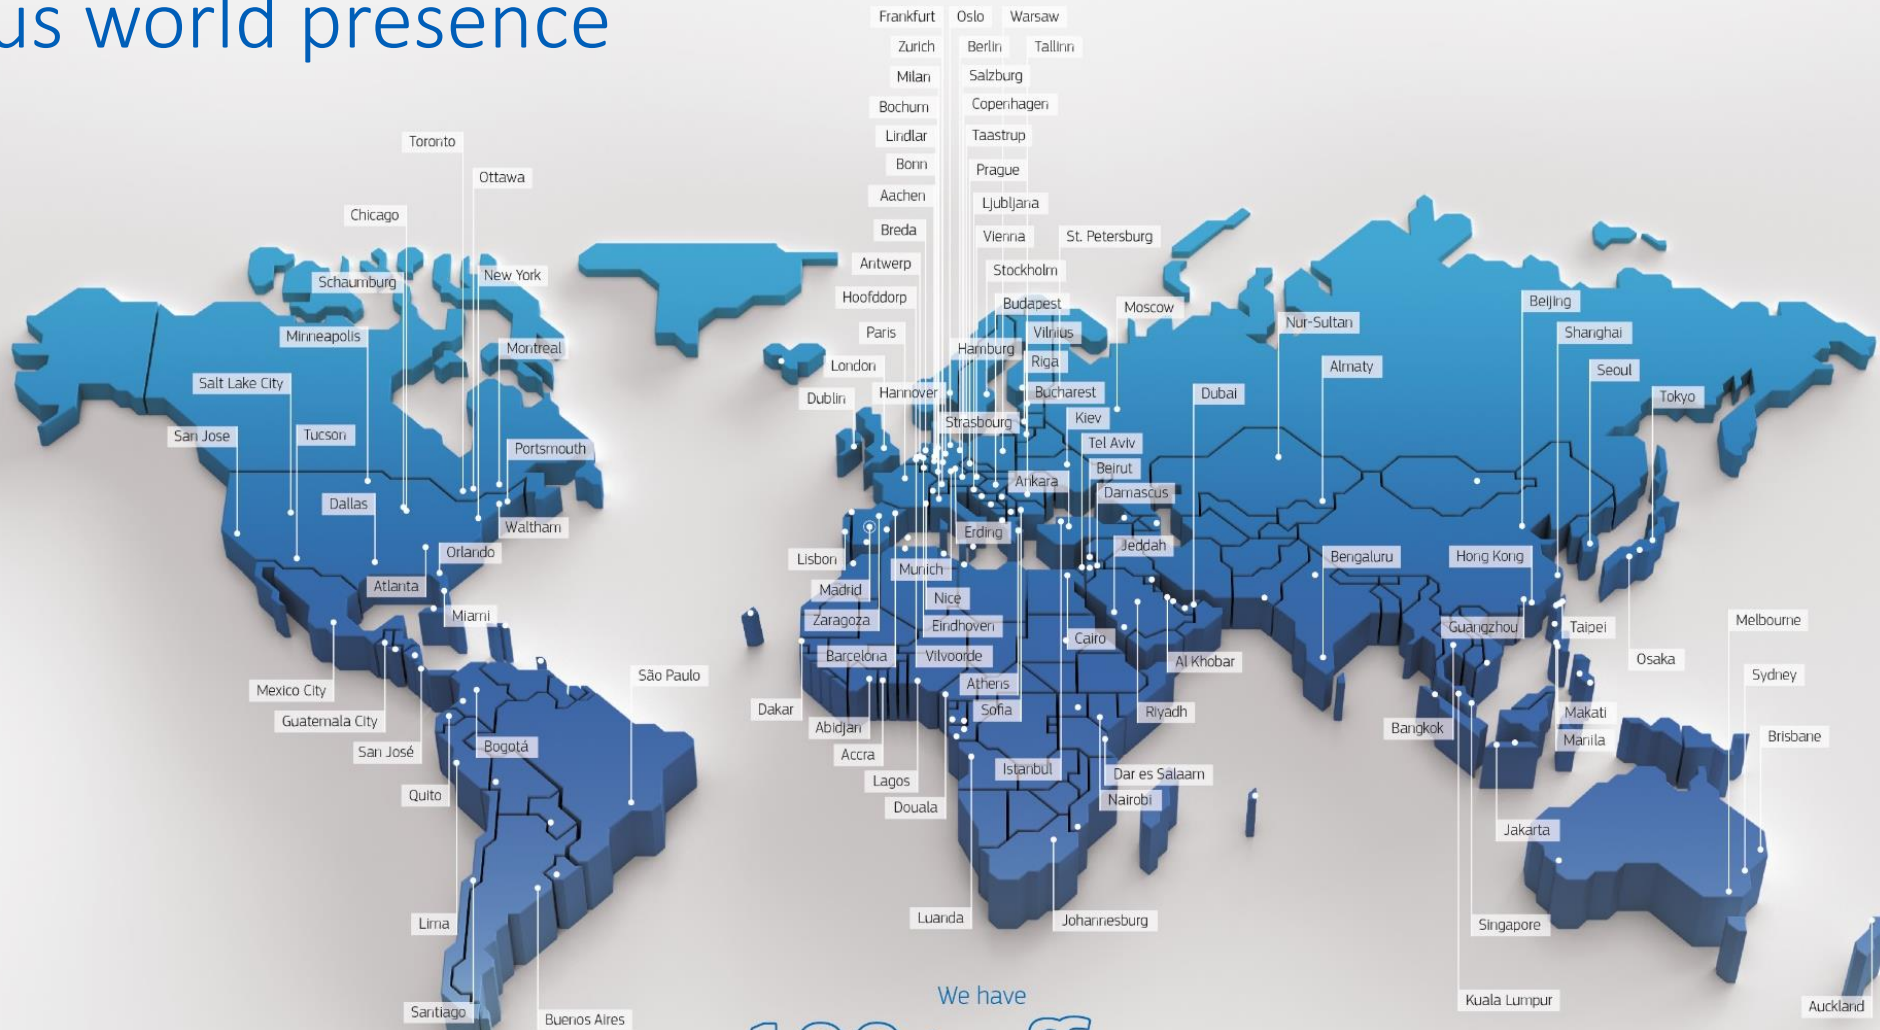 us world presence
Frankfurt
Oslo
Warsaw
Zurich
Berlin
Tallinn
Milan
Salzburg
Bochum
Copenhagen
Lindlar
Taastrup
Bonn
Prague
Aachen
Ljubljana
Breda
Vienna
St. Petersburg
Antwerp
Stockholm
Hoofddorp
Budapest
Moscow
Paris
Vilnius
Hamburg
London
Riga
Dublin
Hannover
Bucharest
Strasbourg
Kiev
Tel Aviv
Beirut
Ankara
Damascus
Erding
Jeddah
Dubai
Toronto
Ottawa
Chicago
Schaumburg
New York
Minneapolis
Montreal
Salt Lake City
San Jose
Tucson
Portsmouth
Dallas
Waltham
Orlando
Atlanta
Miami
Mexico City
Guatemala City
San José
Bogotá
São Paulo
Quito
Lima
Santiago
Buenos Aires
Lisbon
Munich
Madrid
Nice
Zaragoza
Eindhoven
Barcelona
Vilvoorde
Cairo
Al Khobar
Athens
Sofia
Riyadh
Dakar
Abidjan
Accra
Istanbul
Lagos
Dar es Salaam
Douala
Nairobi
Luanda
Johannesburg
Nur-Sultan
Almaty
Beijing
Shanghai
Seoul
Tokyo
Bengaluru
Hong Kong
Guangzhou
Taipei
Osaka
Melbourne
Sydney
Makati
Manila
Bangkok
Brisbane
Jakarta
Singapore
Kuala Lumpur
Auckland
We have